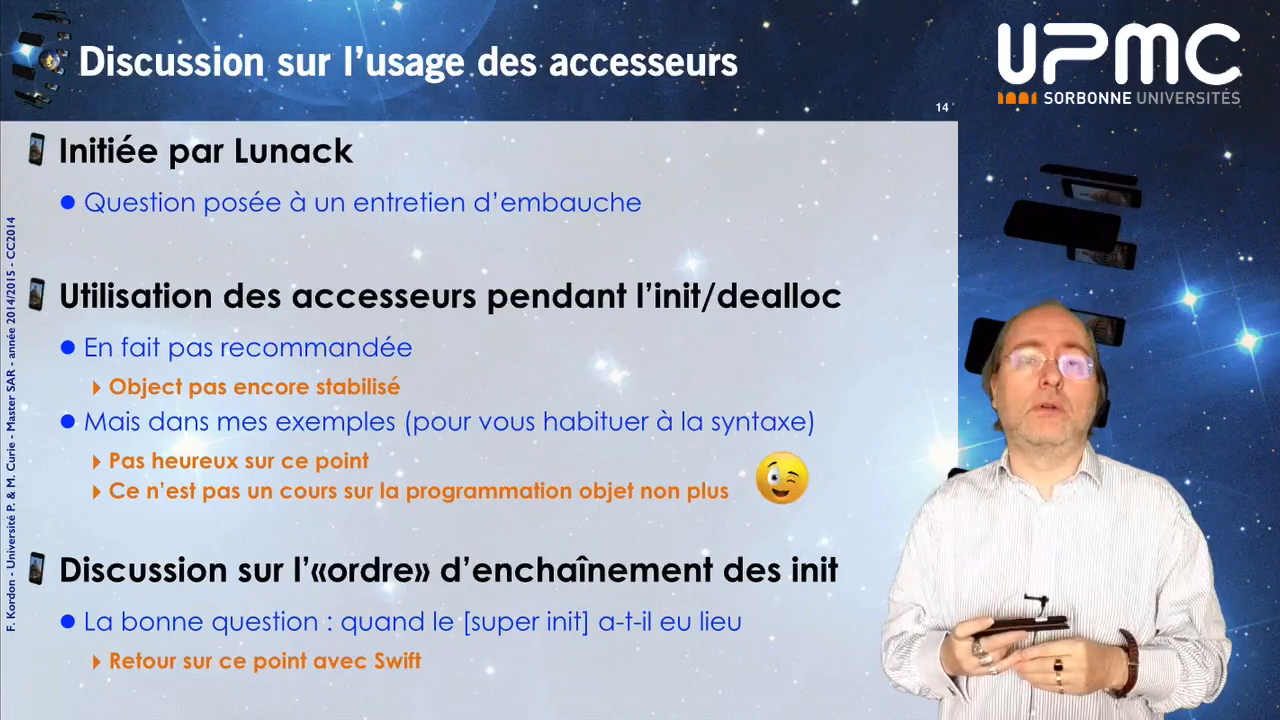 Discussion sur l'usage des accesseurs
UPMC
SORBONNE UNIVERSITÉS
14
Initiée par Lunack
Question posée à un entretien d'embauche
Utilisation des accesseurs pendant l'init/dealloc
En fait pas recommandée
Object pas encore stabilisé
Mais dans mes exemples (pour vous habituer à la syntaxe)
Pas heureux sur ce point
Ce n'est pas un cours sur la programmation objet non plus
Discussion sur l'«ordre» d'enchaînement des init
La bonne question : quand le [super init] a-t-il eu lieu
Retour sur ce point avec Swift
F. Kordon - Université P. & M. Curie - Master SAR - année 2014/2015 - CC2014